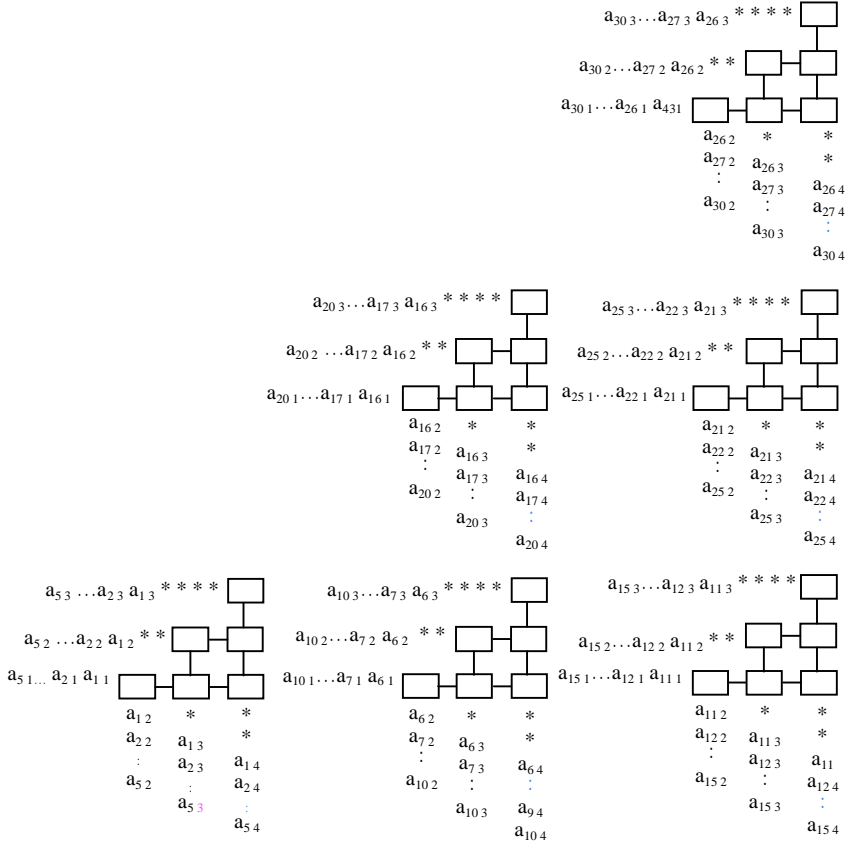 a30 3…a27 3 a26 3 * * * *
a30 2…a27 2 a26 2 * *
a30 1…a26 1 a431
a26 2 * *
a27 2 a26 3 *
: a27 3 a26 4
a30 2 : a27 4
a30 3 :
a30 4
a20 3…a17 3 a16 3 * * * *
a20 2 …a17 2 a16 2 * *
a20 1…a17 1 a16 1
a16 2 * *
a17 2 a16 3 *
: a17 3 a16 4
a20 2 : a17 4
a20 3 :
a20 4
a25 3…a22 3 a21 3 * * * *
a25 2…a22 2 a21 2 * *
a25 1…a22 1 a21 1
a21 2 * *
a22 2 a21 3 *
: a22 3 a21 4
a25 2 : a22 4
a25 3 :
a25 4
a5 3 …a2 3 a1 3 * * * *
a5 2 …a2 2 a1 2 * *
a5 1… a2 1 a1 1
a1 2 * *
a2 2 a1 3 *
: a2 3 a1 4
a5 2 : a2 4
a5 3 :
a5 4
a10 3…a7 3 a6 3 * * * *
a10 2…a7 2 a6 2 * *
a10 1…a7 1 a6 1
a6 2 * *
a7 2 a6 3 *
: a7 3 a6 4
a10 2 : :
a10 3 a9 4
a10 4
a15 3…a12 3 a11 3 * * * *
a15 2…a12 2 a11 2 * *
a15 1…a12 1 a11 1
a11 2 * *
a12 2 a11 3 *
: a12 3 a11
a15 2 : a12 4
a15 3 :
a15 4